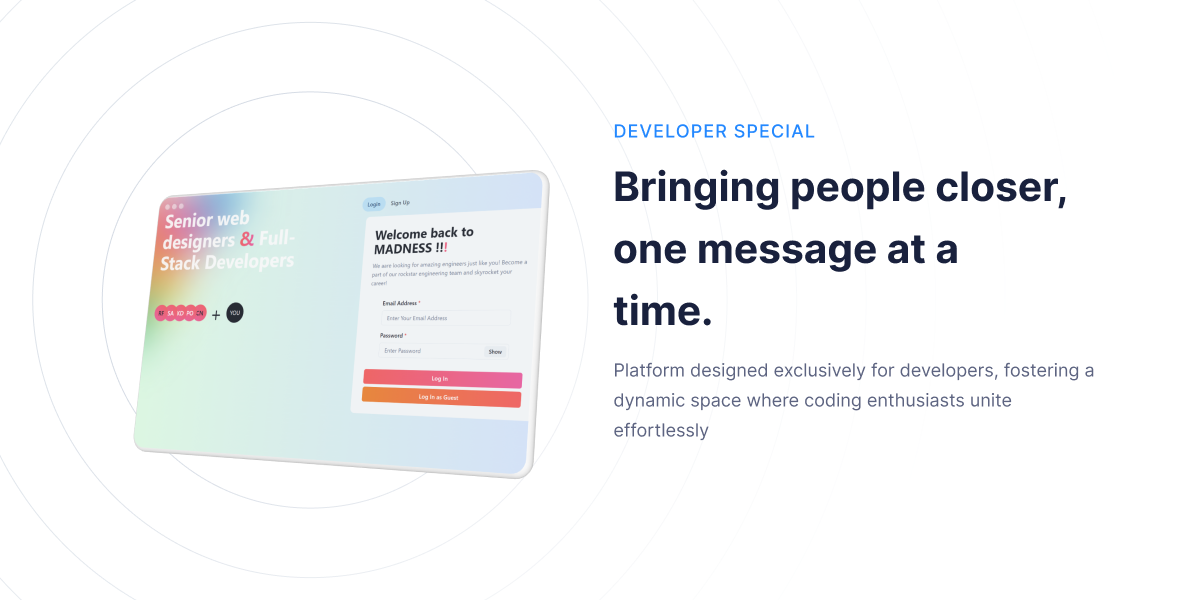 DEVELOPER SPECIAL
Bringing people closer,
one message at a
time.
Platform designed exclusively for developers, fostering a
dynamic space where coding enthusiasts unite
effortlessly
Senior web
designers & Full-
Stack Developers
RF SA KD PO CN + YOU
Login Sign Up
Welcome back to
MADNESS !!!
We are looking for amazing engineers just like you! Become a
part of our rockstar engineering team and skyrocket your
career!
Email Address *
Enter Your Email Address
Password *
Enter Password Show
Log In
Log In as Guest